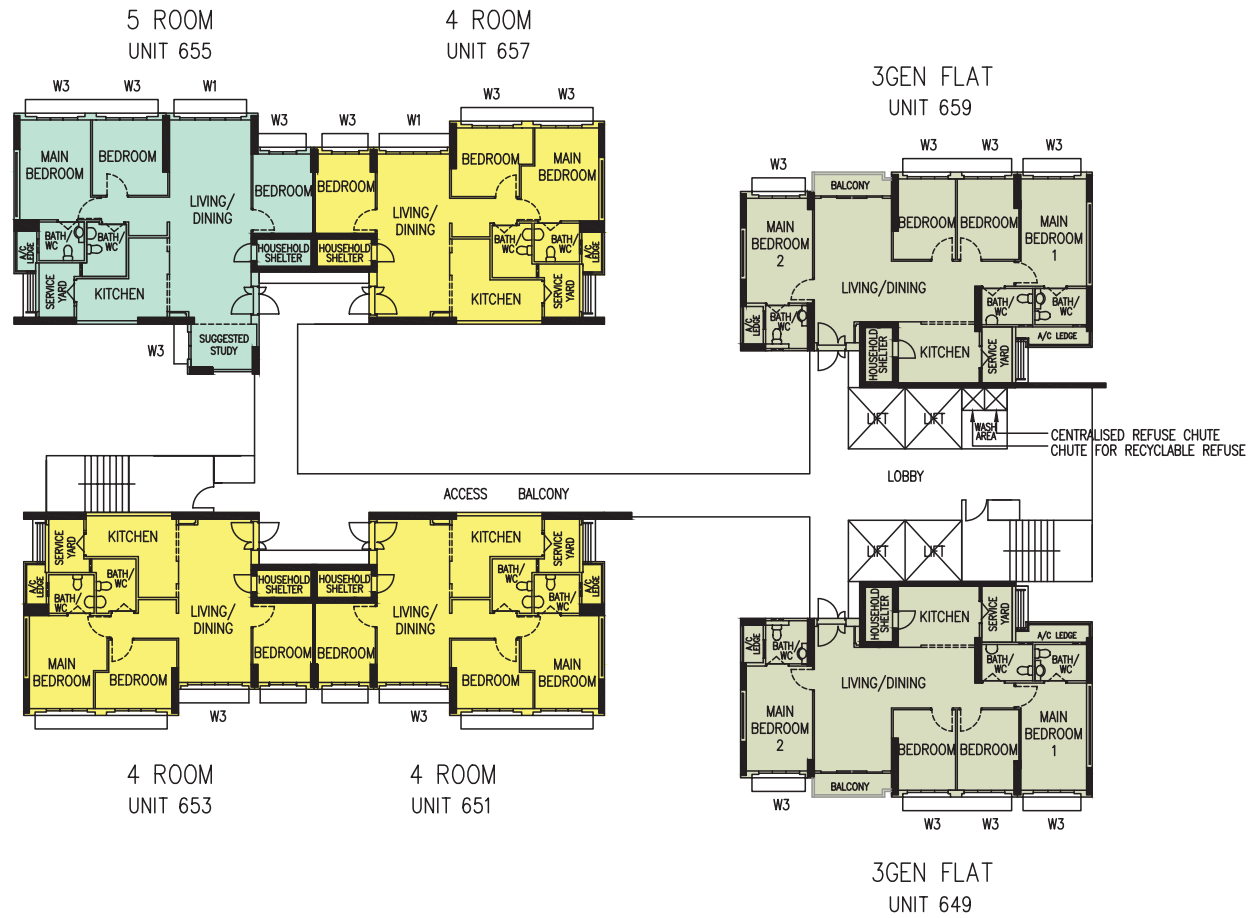 5 ROOM
UNIT 655
W3
W3
W1
W3
MAIN
BEDROOM
BEDROOM
LIVING/
DINING
BEDROOM
BATH/
WC
BATH/
WC
A/C
LEDGE
SERVICE
YARD
KITCHEN
HOUSEHOLD
SHELTER
W3
SUGGESTED
STUDY
4 ROOM
UNIT 657
W3
W1
W3
W3
BEDROOM
LIVING/
DINING
BEDROOM
MAIN
BEDROOM
HOUSEHOLD
SHELTER
BATH/
WC
BATH/
WC
A/C
LEDGE
KITCHEN
SERVICE
YARD
3GEN FLAT
UNIT 659
W3
W3
W3
W3
BALCONY
MAIN
BEDROOM
2
BEDROOM
BEDROOM
MAIN
BEDROOM
1
LIVING/DINING
A/C
LEDGE
BATH/
WC
BATH/
WC
BATH/
WC
A/C LEDGE
HOUSEHOLD
SHELTER
KITCHEN
SERVICE
YARD
LIFT
LIFT
WASH
AREA
CENTRALISED REFUSE CHUTE
CHUTE FOR RECYCLABLE REFUSE
LOBBY
ACCESS BALCONY
LIFT
LIFT
KITCHEN
SERVICE
YARD
A/C
LEDGE
BATH/
WC
BATH/
WC
HOUSEHOLD
SHELTER
LIVING/
DINING
MAIN
BEDROOM
BEDROOM
BEDROOM
W3
4 ROOM
UNIT 653
KITCHEN
SERVICE
YARD
HOUSEHOLD
SHELTER
BATH/
WC
BATH/
WC
A/C
LEDGE
LIVING/
DINING
BEDROOM
BEDROOM
MAIN
BEDROOM
W3
4 ROOM
UNIT 651
HOUSEHOLD
SHELTER
KITCHEN
SERVICE
YARD
A/C LEDGE
A/C
LEDGE
BATH/
WC
BATH/
WC
BATH/
WC
LIVING/DINING
MAIN
BEDROOM
2
BEDROOM
BEDROOM
MAIN
BEDROOM
1
BALCONY
W3
W3
W3
W3
3GEN FLAT
UNIT 649